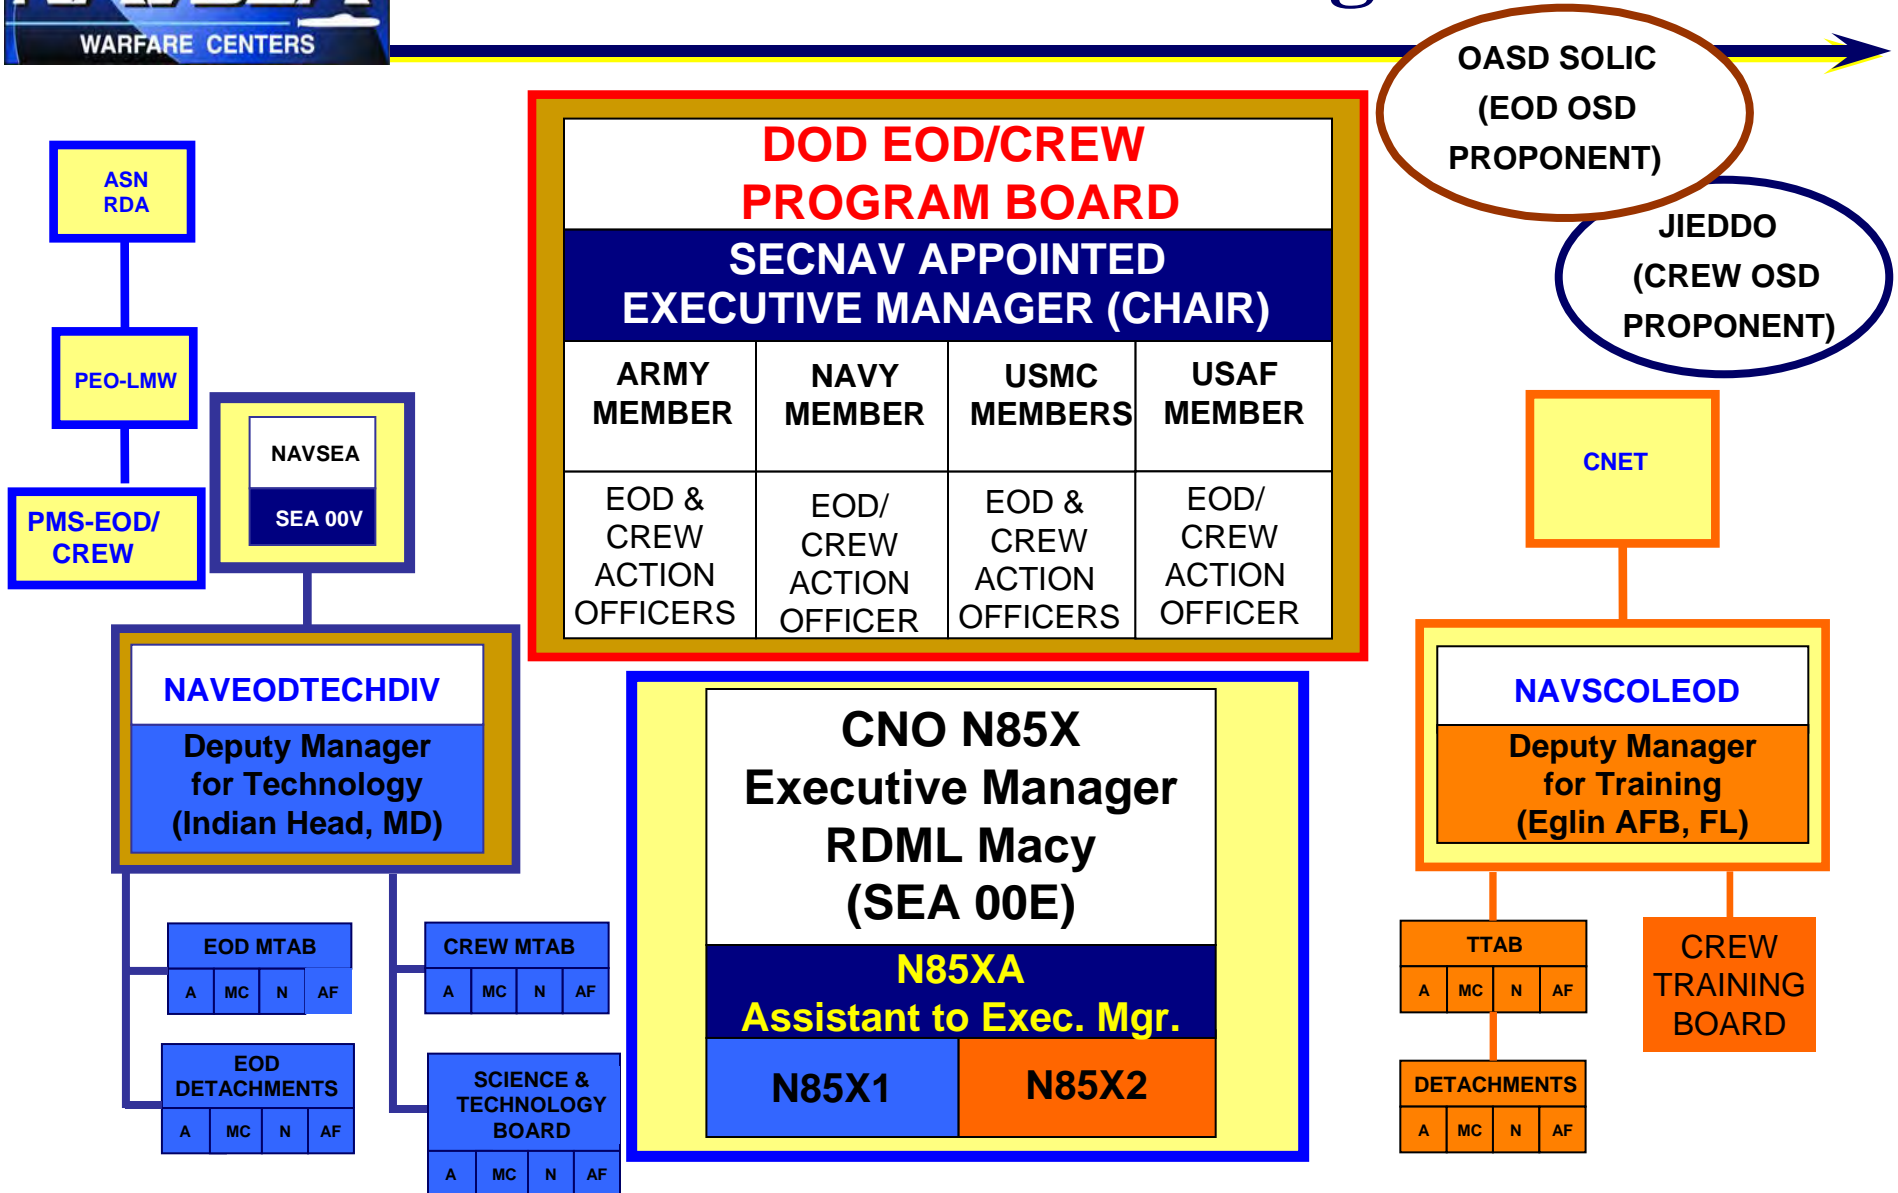 WARFARE CENTERS
OASD SOLIC
(EOD OSD
PROPONENT)
JIEDDO
(CREW OSD
PROPONENT)
DOD EOD/CREW
PROGRAM BOARD
SECNAV APPOINTED
EXECUTIVE MANAGER (CHAIR)
ARMY
MEMBER
NAVY
MEMBER
USMC
MEMBERS
USAF
MEMBER
EOD &
CREW
ACTION
OFFICERS
EOD/
CREW
ACTION
OFFICER
EOD &
CREW
ACTION
OFFICERS
EOD/
CREW
ACTION
OFFICER
ASN
RDA
PEO-LMW
PMS-EOD/
CREW
NAVSEA
SEA 00V
NAVEODTECHDIV
Deputy Manager
for Technology
(Indian Head, MD)
EOD MTAB
A MC N AF
CREW MTAB
A MC N AF
EOD
DETACHMENTS
A MC N AF
SCIENCE &
TECHNOLOGY
BOARD
A MC N AF
CNO N85X
Executive Manager
RDML Macy
(SEA 00E)
N85XA
Assistant to Exec. Mgr.
N85X1
N85X2
CNET
NAVSCOLEOD
Deputy Manager
for Training
(Eglin AFB, FL)
TTAB
A MC N AF
CREW
TRAINING
BOARD
DETACHMENTS
A MC N AF